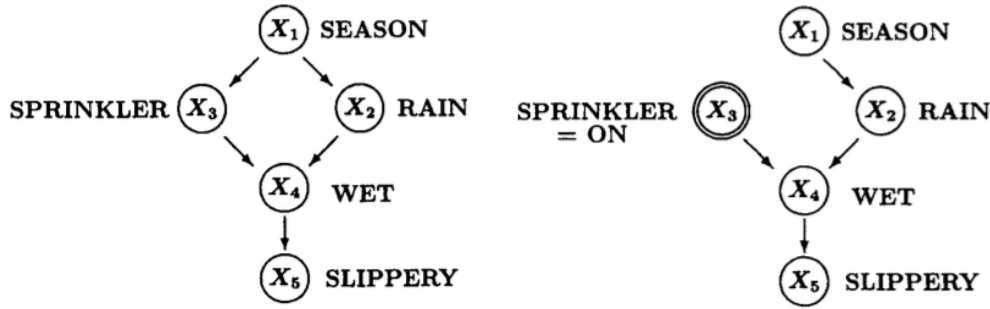 X1 SEASON
SPRINKLER X3
X2 RAIN
X4 WET
X5 SLIPPERY
X1 SEASON
SPRINKLER
= ON
X3
X2 RAIN
X4 WET
X5 SLIPPERY